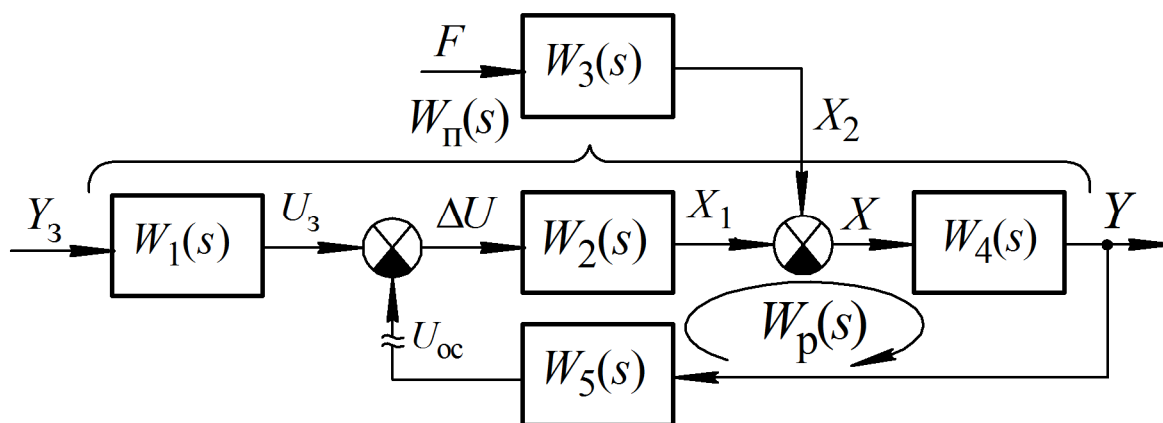 F
W₃(s)
Wп(s)
X₂
Yз
W₁(s)
Uз
ΔU
W₂(s)
X₁
X
W₄(s)
Y
Uос
W₅(s)
Wр(s)